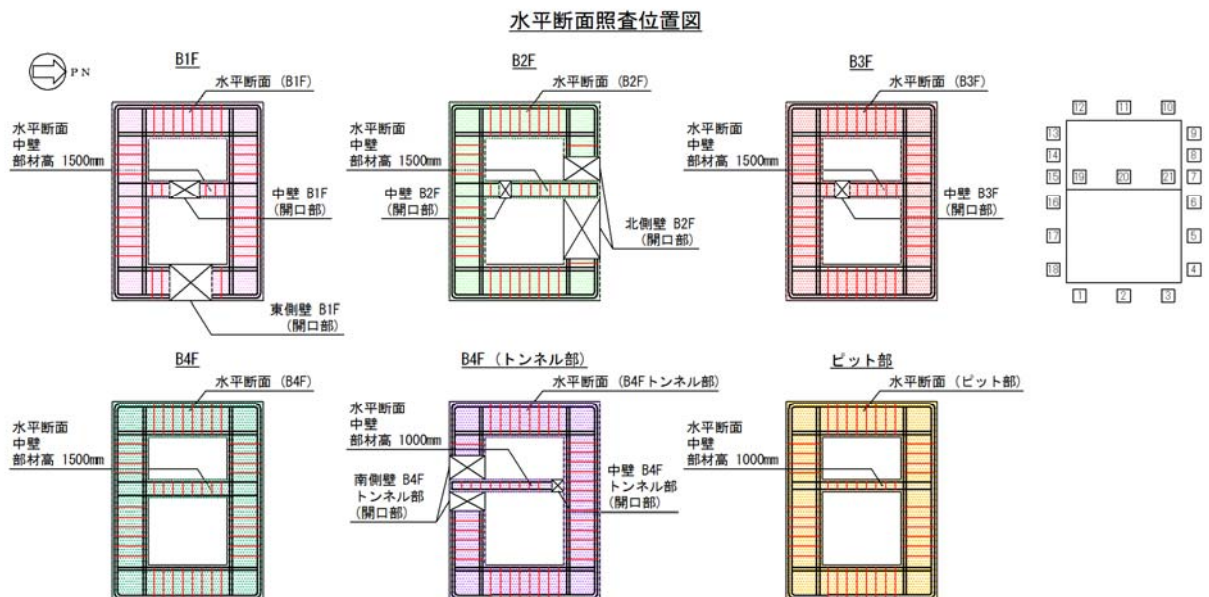 水平断面照査位置図
PN
B1F
水平断面 (B1F)
水平断面
中壁
部材高 1500mm
中壁 B1F
(開口部)
東側壁 B1F
(開口部)
B2F
水平断面 (B2F)
水平断面
中壁
部材高 1500mm
中壁 B2F
(開口部)
北側壁 B2F
(開口部)
B3F
水平断面 (B3F)
水平断面
中壁
部材高 1500mm
中壁 B3F
(開口部)
12 11 10
13 9
14 8
15 19 20 21 7
16 6
17 5
18 4
1 2 3
B4F
水平断面 (B4F)
水平断面
中壁
部材高 1500mm
B4F (トンネル部)
水平断面 (B4Fトンネル部)
水平断面
中壁
部材高 1000mm
南側壁 B4F
トンネル部
(開口部)
中壁 B4F
トンネル部
(開口部)
ピット部
水平断面 (ピット部)
水平断面
中壁
部材高 1000mm